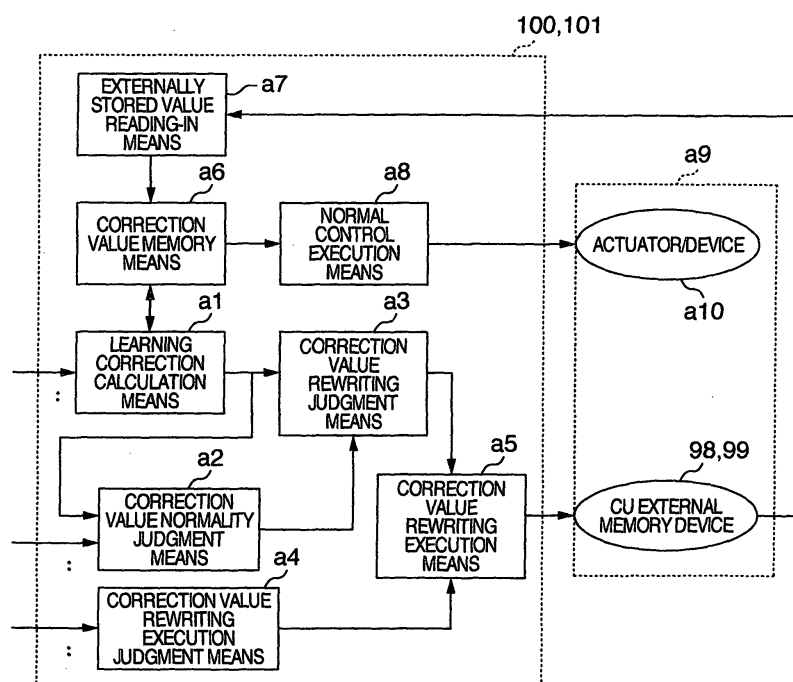 100,101
a7
EXTERNALLY
STORED VALUE
READING-IN
MEANS
a6
CORRECTION
VALUE MEMORY
MEANS
a8
NORMAL
CONTROL
EXECUTION
MEANS
a9
ACTUATOR/DEVICE
a10
a1
LEARNING
CORRECTION
CALCULATION
MEANS
:
a3
CORRECTION
VALUE
REWRITING
JUDGMENT
MEANS
a2
CORRECTION
VALUE NORMALITY
JUDGMENT
MEANS
:
a5
CORRECTION
VALUE
REWRITING
EXECUTION
MEANS
98,99
CU EXTERNAL
MEMORY DEVICE
a4
CORRECTION VALUE
REWRITING
EXECUTION
JUDGMENT MEANS
: